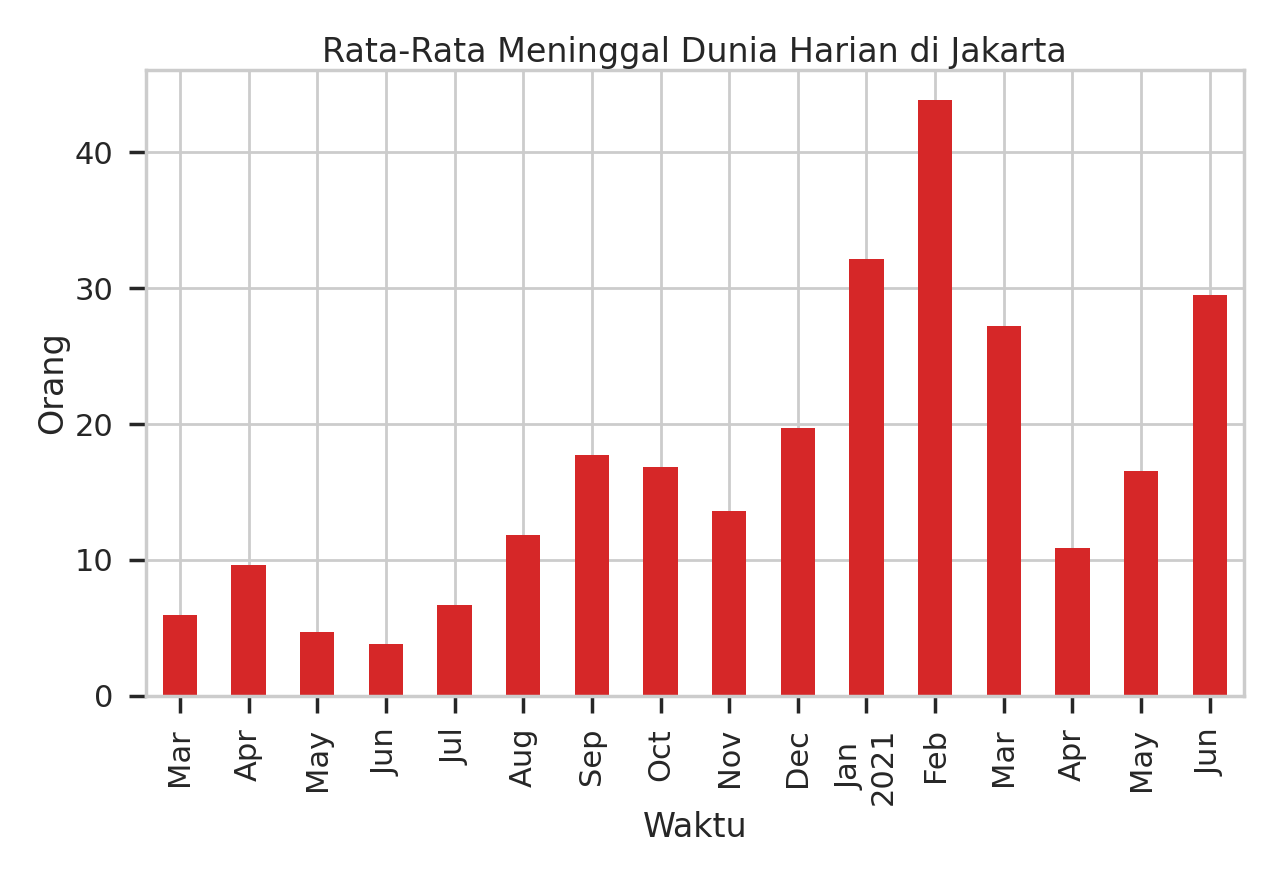 Rata-Rata Meninggal Dunia Harian di Jakarta
Orang
40
30
20
10
0
Mar
Apr
May
Jun
Jul
Aug
Sep
Oct
Nov
Dec
Jan
2021
Feb
Mar
Apr
May
Jun
Waktu